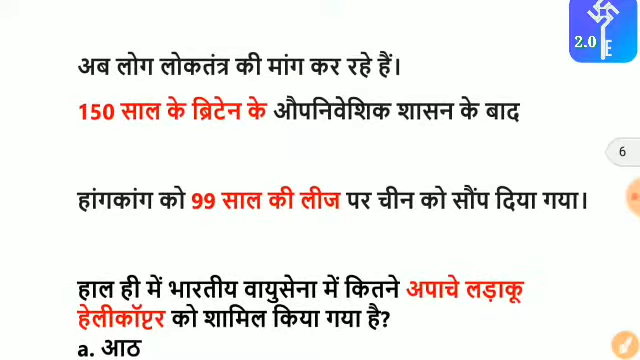 2.0
E
अब लोग लोकतंत्र की मांग कर रहे हैं।
150 साल के ब्रिटेन के औपनिवेशिक शासन के बाद
6
हांगकांग को 99 साल की लीज पर चीन को सौंप दिया गया।
हाल ही में भारतीय वायुसेना में कितने अपाचे लड़ाकू
हेलीकॉप्टर को शामिल किया गया है?
a. आठ